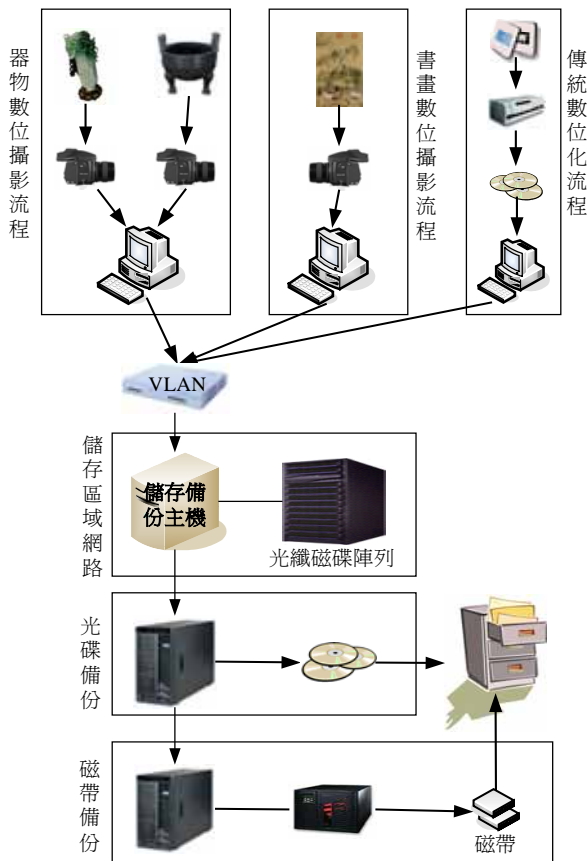 器物數位攝影流程
書畫數位攝影流程
傳統數位化流程
VLAN
儲存區域網路
儲存備
份主機
光纖磁碟陣列
光碟備份
磁帶備份
磁帶